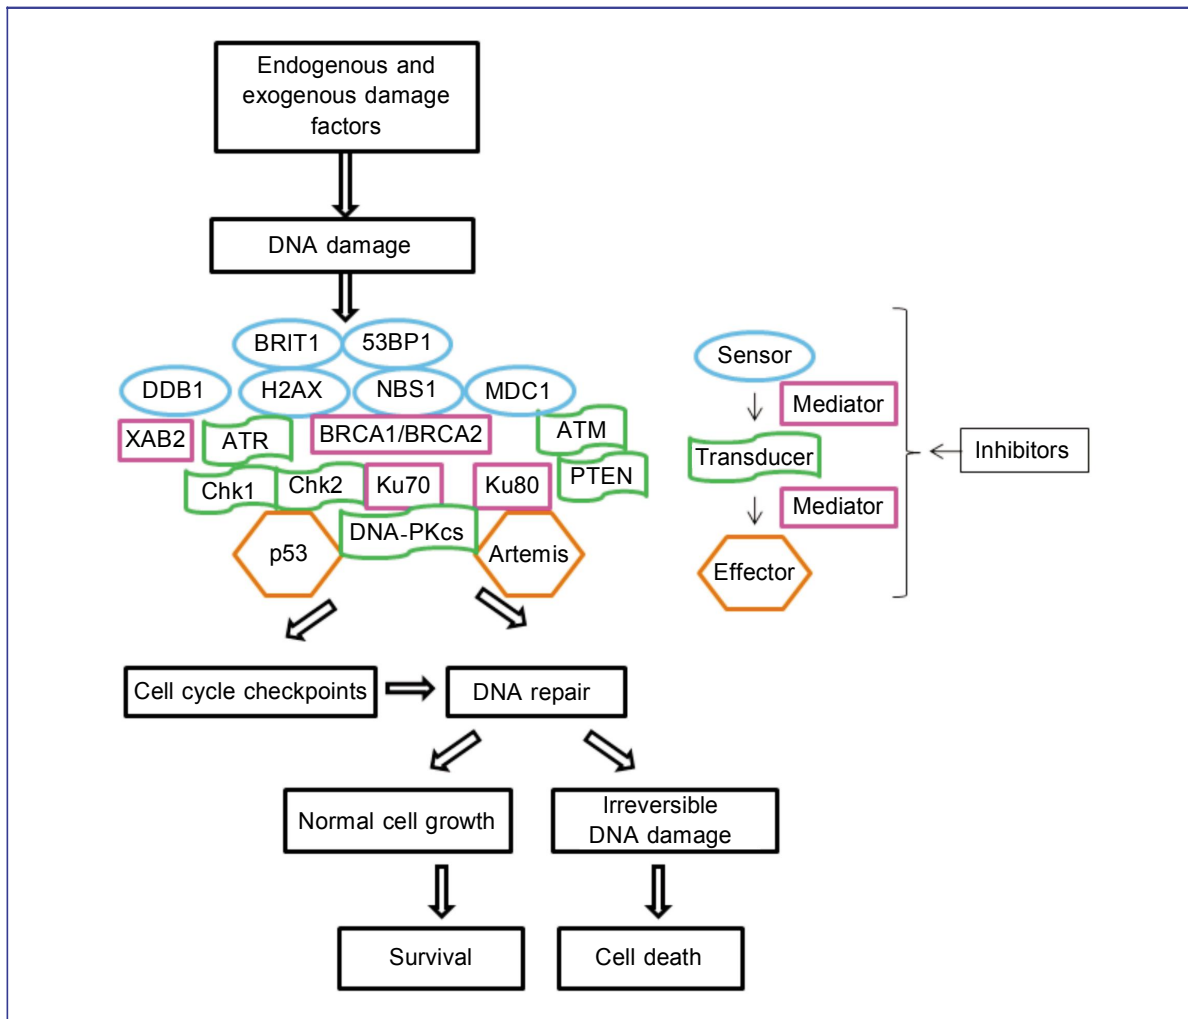 Endogenous and
exogenous damage
factors
DNA damage
BRIT1 53BP1
DDB1 H2AX NBS1 MDC1
XAB2 ATR BRCA1/BRCA2 ATM
Chk1 Chk2 Ku70 Ku80 PTEN
p53 DNA-PKcs Artemis
Sensor
Mediator
Transducer
Mediator
Effector
Inhibitors
Cell cycle checkpoints
DNA repair
Normal cell growth
Irreversible
DNA damage
Survival
Cell death